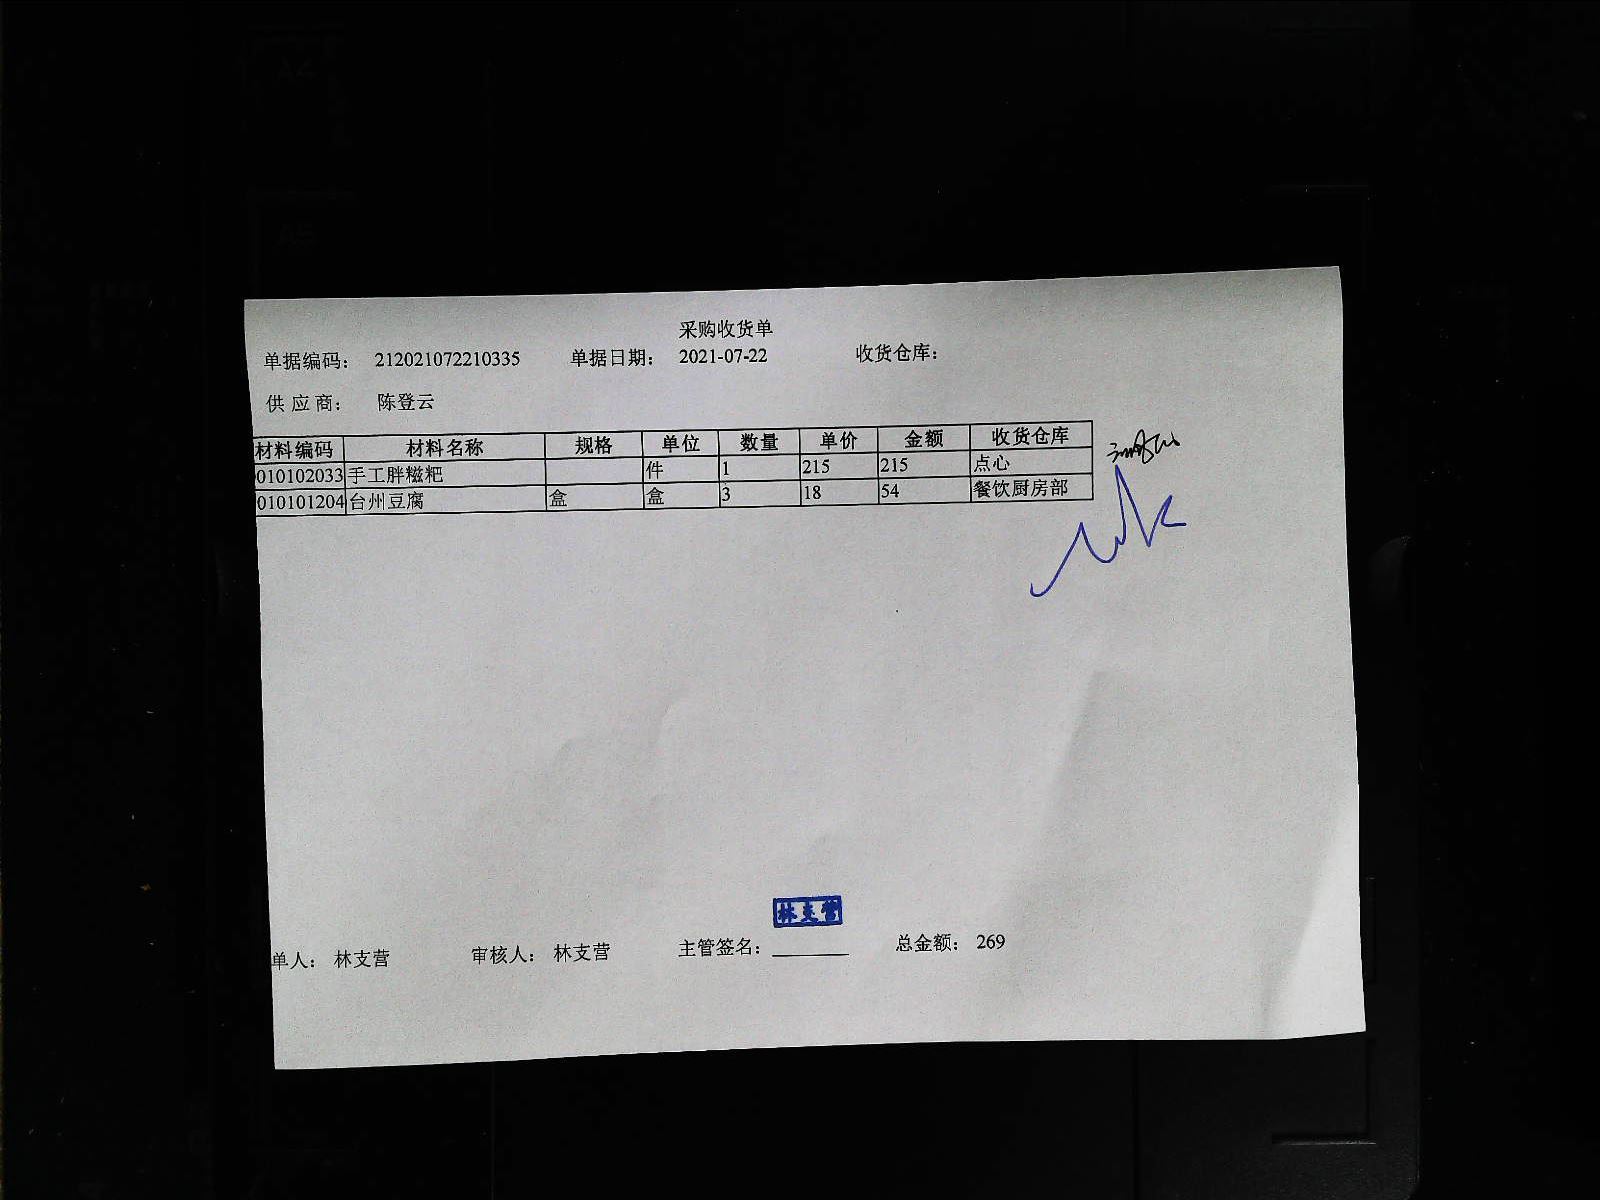 采购收货单
单据编码： 212021072210335 单据日期： 2021-07-22 收货仓库：
供 应 商： 陈登云
材料编码 材料名称 规格 单位 数量 单价 金额 收货仓库
010102033 手工胖糍粑 件 1 215 215 点心
010101204 台州豆腐 盒 盒 3 18 54 餐饮厨房部
林支营
单人： 林支营 审核人： 林支营 主管签名： 总金额： 269